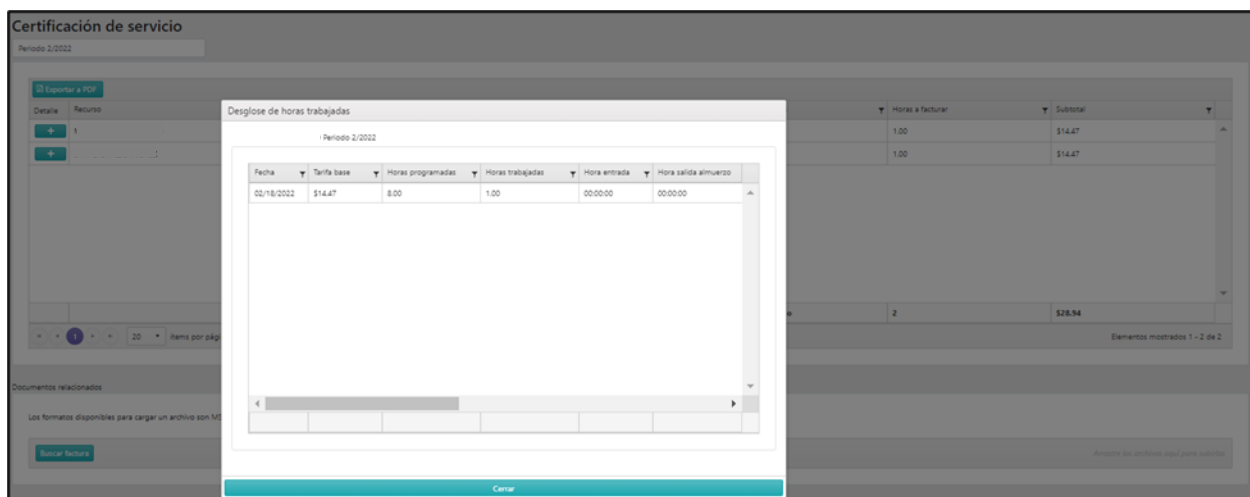 Certificación de servicio
Periodo 2/2022
Exportar a PDF
Detalle Recurso Horas a facturar Subtotal
+ 1 1.00 $14.47
+ 1.00 $14.47
2 $28.94
1 20 items por pág
Elementos mostrados 1 - 2 de 2
Desglose de horas trabajadas
Periodo 2/2022
Fecha Tarifa base Horas programadas Horas trabajadas Hora entrada Hora salida almuerzo
02/18/2022 $14.47 8.00 1.00 00:00:00 00:00:00
Cerrar
Documentos relacionados
Los formatos disponibles para cargar un archivo son MS
Buscar factura
Arrastre los archivos aquí para subirlos